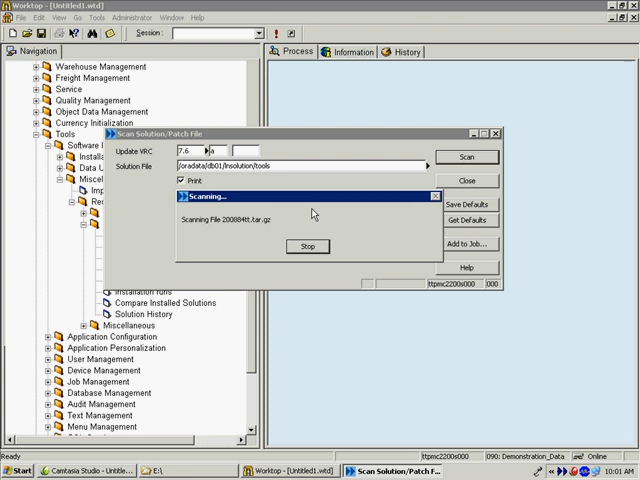 Worktop - [Untitled1.wtd]
File Edit View Go Tools Administrator Window Help
Session:
Navigation
Process Information History
Warehouse Management
Freight Management
Service
Quality Management
Object Data Management
Currency Initialization
Tools
Software I
Installa
Data U
Miscel
Imp
Rec
Installation runs
Compare Installed Solutions
Solution History
Miscellaneous
Application Configuration
Application Personalization
User Management
Device Management
Job Management
Database Management
Audit Management
Text Management
Menu Management
Scan Solution/Patch File
Update VRC 7.6 a
Solution File /oradata/db01/lnsolution/tools
Print
Scan
Close
Save Defaults
Get Defaults
Add to Job...
Help
ttpmc2200s000 000
Scanning...
Scanning File 200884tt.tar.gz
Stop
Ready ttpmc2200s000 090: Demonstration_Data Online
Start Camtasia Studio - Untitle... E:\ Worktop - [Untitled1.wtd] Scan Solution/Patch F... 10:01 AM